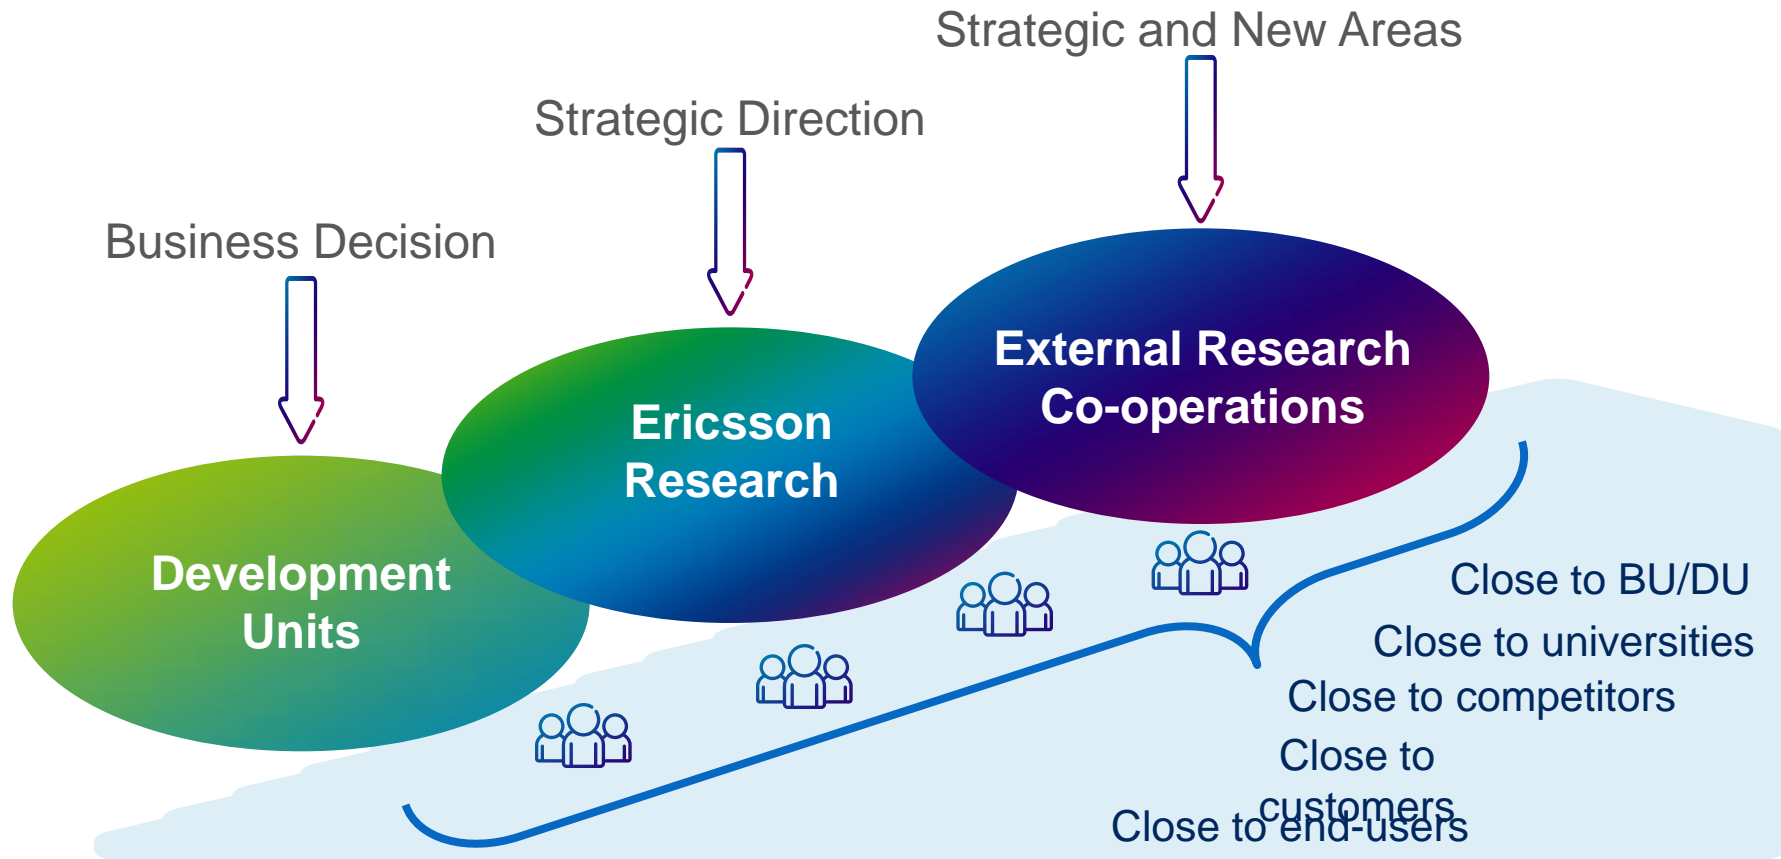 Strategic and New Areas
Strategic Direction
Business Decision
External Research
Co-operations
Ericsson
Research
Development
Units
Close to BU/DU
Close to universities
Close to competitors
Close to
customers
Close to end-users